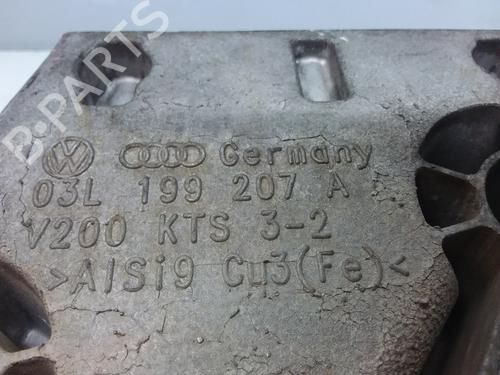 B-PARTS
Germany
03L 199 207 A
V200 KTS 3-2
>AlSi9 Cu3(Fe)<